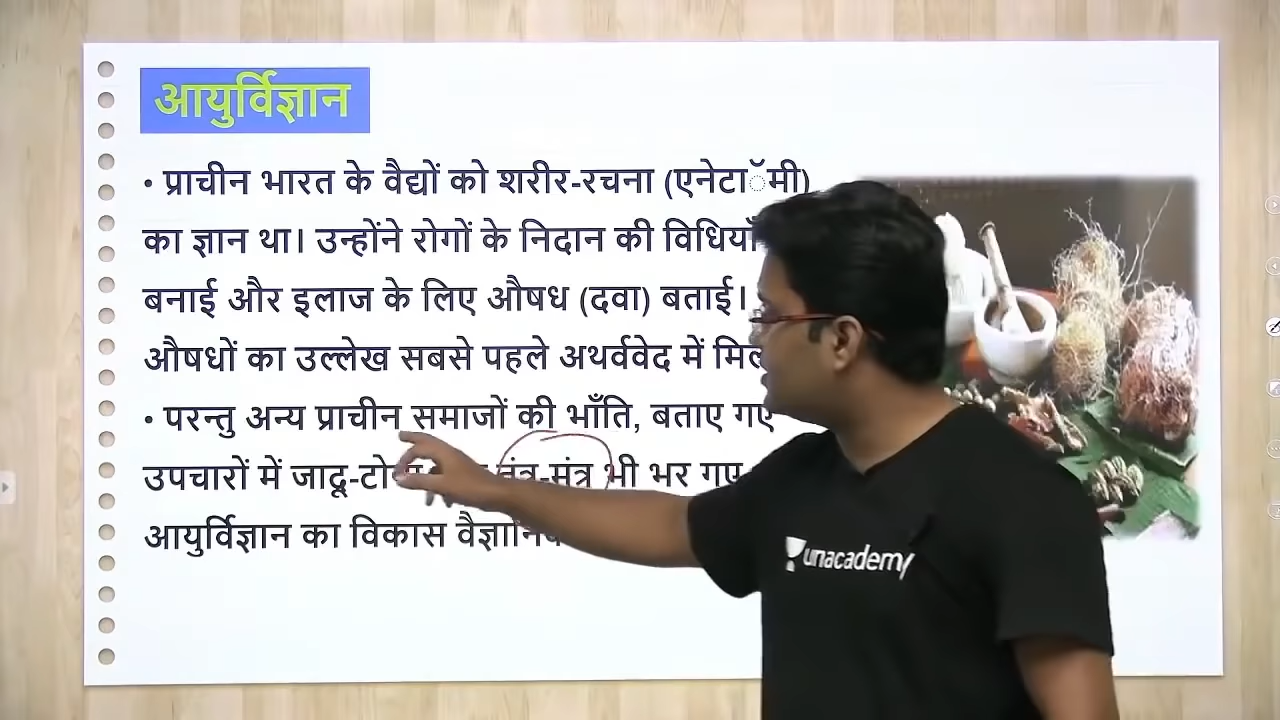 आयुर्विज्ञान
• प्राचीन भारत के वैद्यों को शरीर-रचना (एनेटाॅमी)
का ज्ञान था। उन्होंने रोगों के निदान की विधियाँ
बनाई और इलाज के लिए औषध (दवा) बताई।
औषधों का उल्लेख सबसे पहले अथर्ववेद में
• परन्तु अन्य प्राचीन समाजों की भाँति, बताए गए
उपचारों में तंत्र-मंत्र भी भर गए
आयुर्विज्ञान का विकास
unacademy